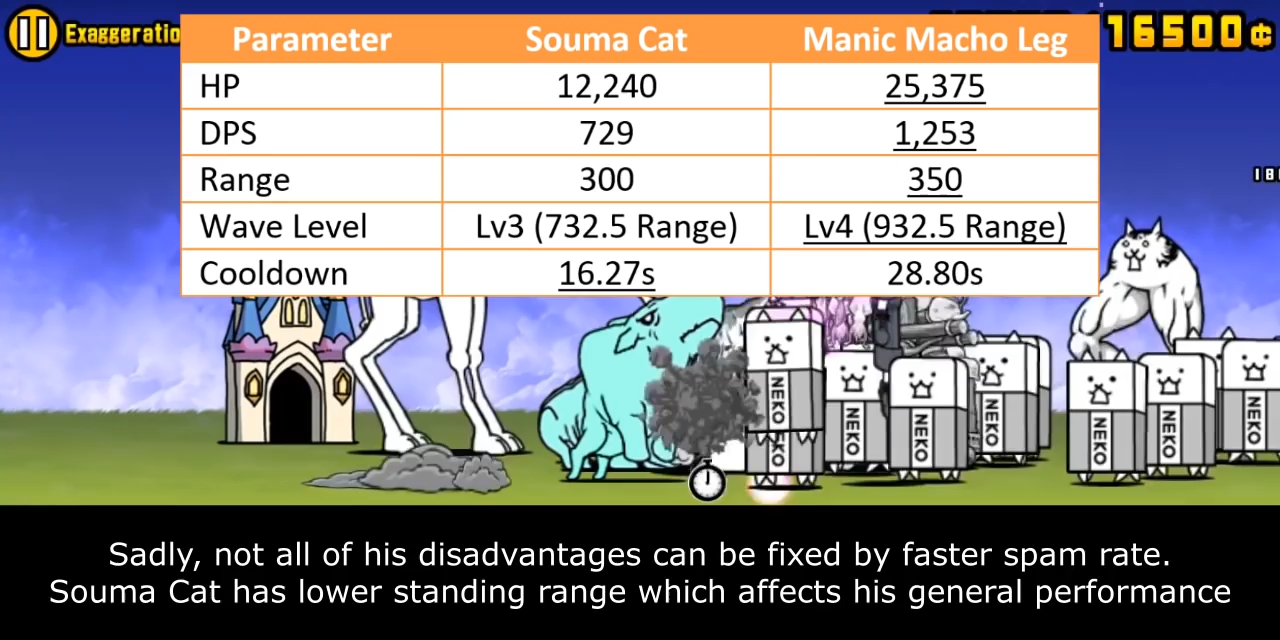 Exaggeratio
16500¢
Parameter Souma Cat Manic Macho Leg
HP 12,240 25,375
DPS 729 1,253
Range 300 350
Wave Level Lv3 (732.5 Range) Lv4 (932.5 Range)
Cooldown 16.27s 28.80s
NEKO
NEKO
NEKO
NEKO
NEKO
NEKO
NEKO
NEKO
Sadly, not all of his disadvantages can be fixed by faster spam rate.
Souma Cat has lower standing range which affects his general performance